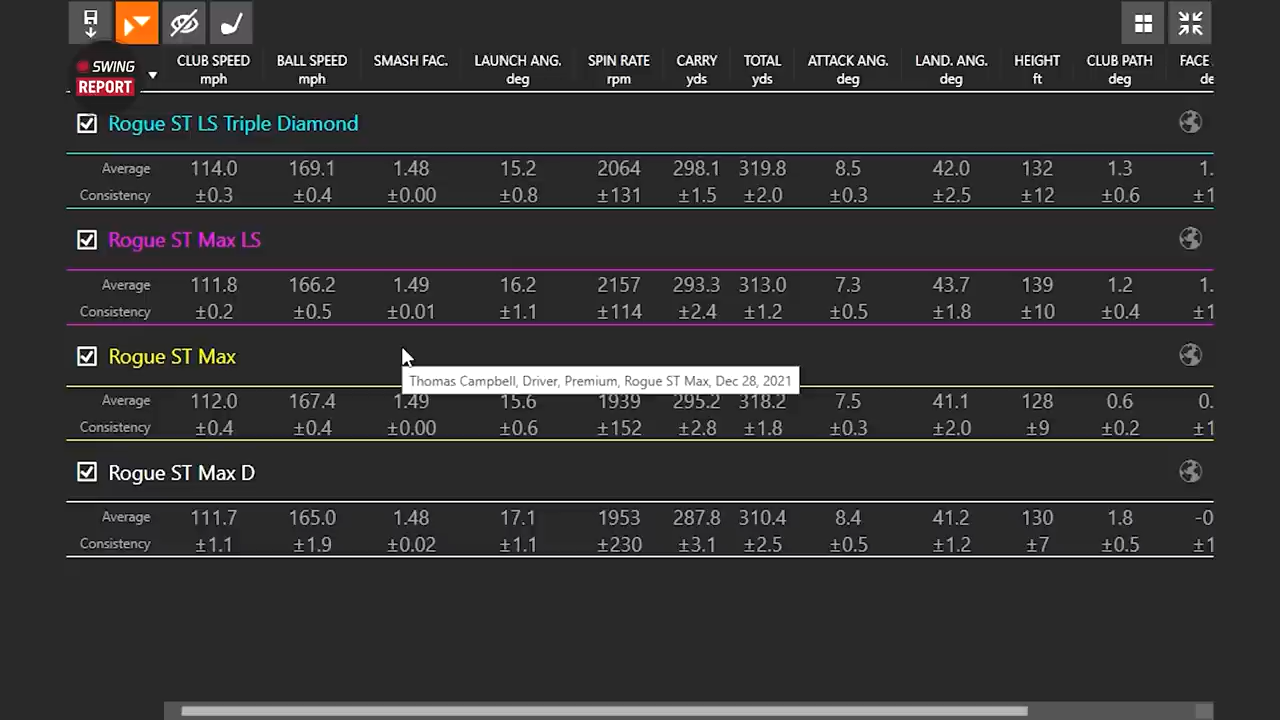 SWING
REPORT
CLUB SPEED BALL SPEED SMASH FAC. LAUNCH ANG. SPIN RATE CARRY TOTAL ATTACK ANG. LAND. ANG. HEIGHT CLUB PATH FACE
mph mph deg rpm yds yds deg deg ft deg de
Rogue ST LS Triple Diamond
Average 114.0 169.1 1.48 15.2 2064 298.1 319.8 8.5 42.0 132 1.3 1.
Consistency ±0.3 ±0.4 ±0.00 ±0.8 ±131 ±1.5 ±2.0 ±0.3 ±2.5 ±12 ±0.6 ±1
Rogue ST Max LS
Average 111.8 166.2 1.49 16.2 2157 293.3 313.0 7.3 43.7 139 1.2 1.
Consistency ±0.2 ±0.5 ±0.01 ±1.1 ±114 ±2.4 ±1.2 ±0.5 ±1.8 ±10 ±0.4 ±1
Rogue ST Max
Thomas Campbell, Driver, Premium, Rogue ST Max, Dec 28, 2021
Average 112.0 167.4 1.49 15.6 1939 295.2 318.2 7.5 41.1 128 0.6 0.
Consistency ±0.4 ±0.4 ±0.00 ±0.6 ±152 ±2.8 ±1.8 ±0.3 ±2.0 ±9 ±0.2 ±1
Rogue ST Max D
Average 111.7 165.0 1.48 17.1 1953 287.8 310.4 8.4 41.2 130 1.8 -0
Consistency ±1.1 ±1.9 ±0.02 ±1.1 ±230 ±3.1 ±2.5 ±0.5 ±1.2 ±7 ±0.5 ±1